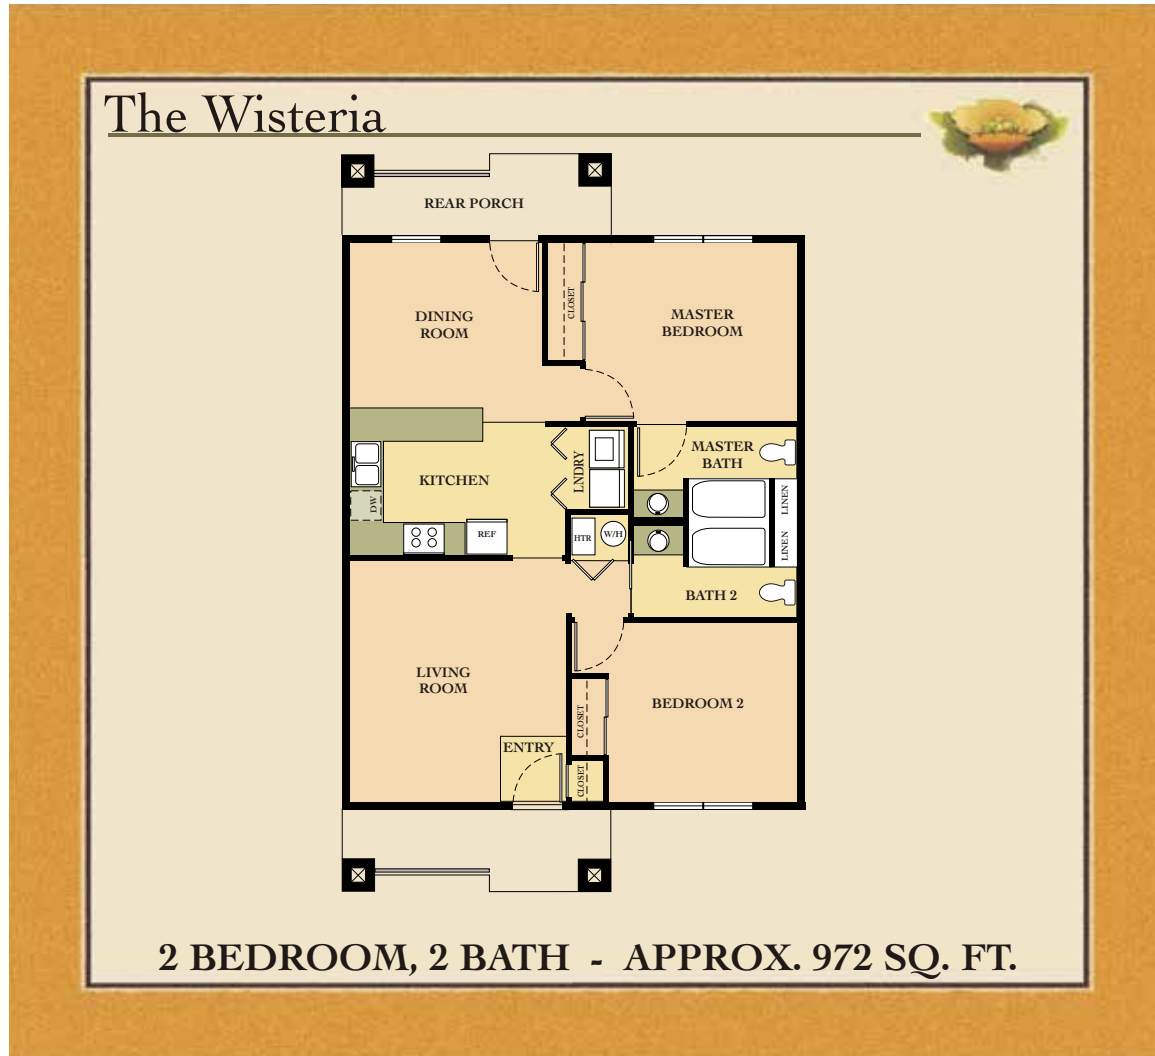 The Wisteria
REAR PORCH
DINING
ROOM
CLOSET
MASTER
BEDROOM
MASTER
BATH
KITCHEN
LNDRY
LINEN
DW
REF
HTR
W/H
LINEN
BATH 2
LIVING
ROOM
BEDROOM 2
CLOSET
ENTRY
CLOSET
2 BEDROOM, 2 BATH - APPROX. 972 SQ. FT.